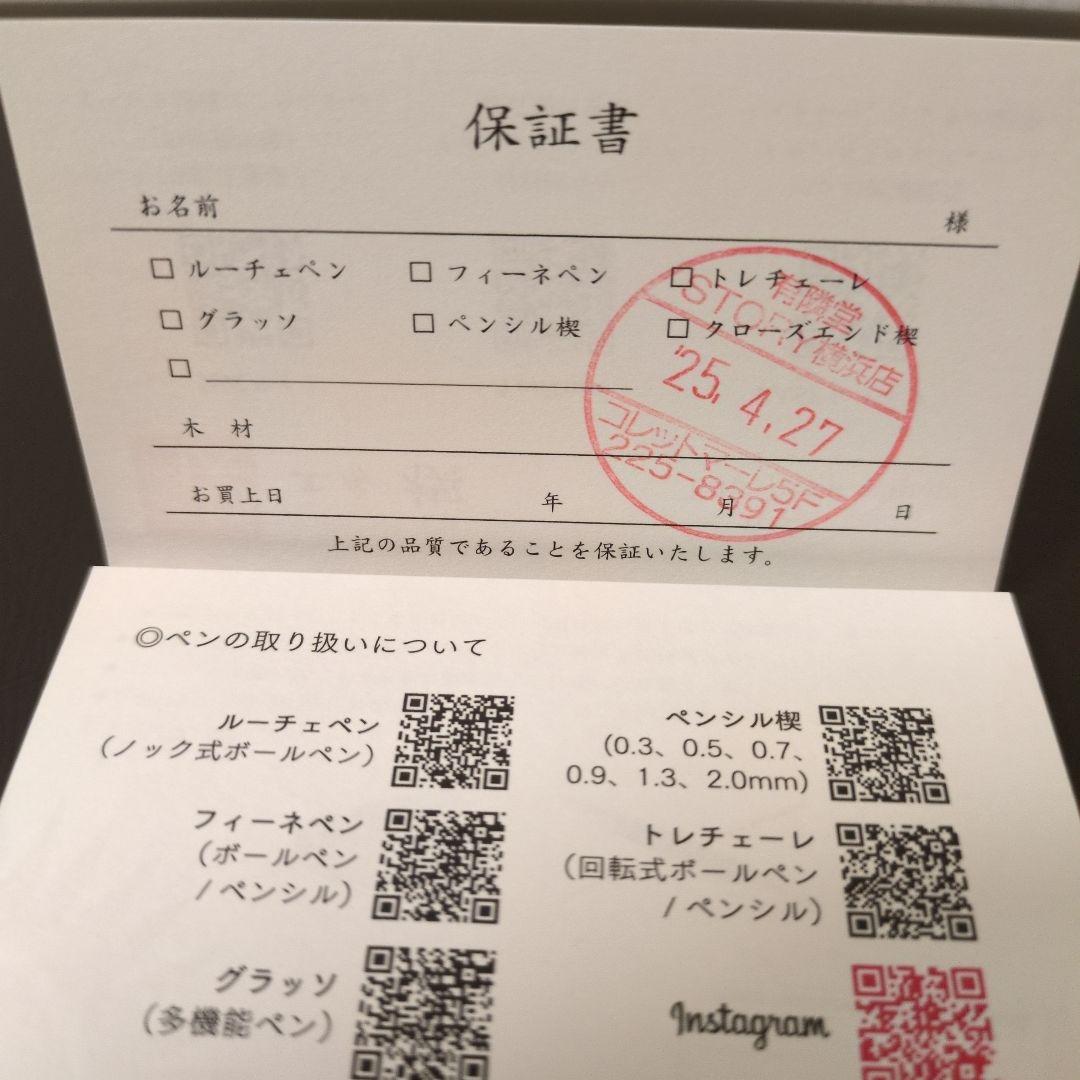 保証書
お名前 様
□ ルーチェペン □ フィーネペン □ トレチェーレ
□ グラッソ □ ペンシル楔 □ クローズエンド楔
□
有隣堂
STORY横浜店
'25.4.27
コレットマーレ5F
225-8391
木材
お買上日 年 月 日
上記の品質であることを保証いたします。
◎ペンの取り扱いについて
ルーチェペン
(ノック式ボールペン)
フィーネペン
(ボールペン
/ペンシル)
グラッソ
(多機能ペン)
ペンシル楔
(0.3、0.5、0.7、
0.9、1.3、2.0mm)
トレチェーレ
(回転式ボールペン
/ペンシル)
Instagram